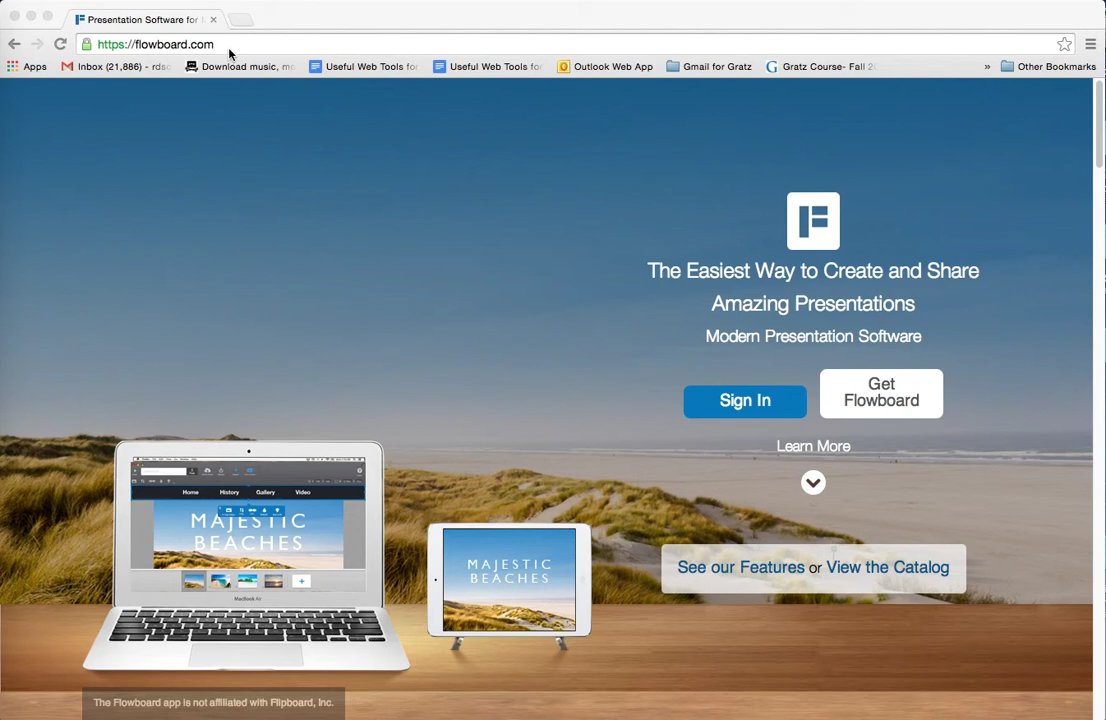 Presentation Software for
https://flowboard.com
Apps
Inbox (21,886) - rdso
Download music, mo
Useful Web Tools for
Useful Web Tools for
Outlook Web App
Gmail for Gratz
Gratz Course- Fall 20
»
Other Bookmarks
The Easiest Way to Create and Share
Amazing Presentations
Modern Presentation Software
Sign In
Get
Flowboard
Learn More
Home History Gallery Video
MAJESTIC
BEACHES
MacBook Air
MAJESTIC
BEACHES
See our Features or View the Catalog
The Flowboard app is not affiliated with Flipboard, Inc.